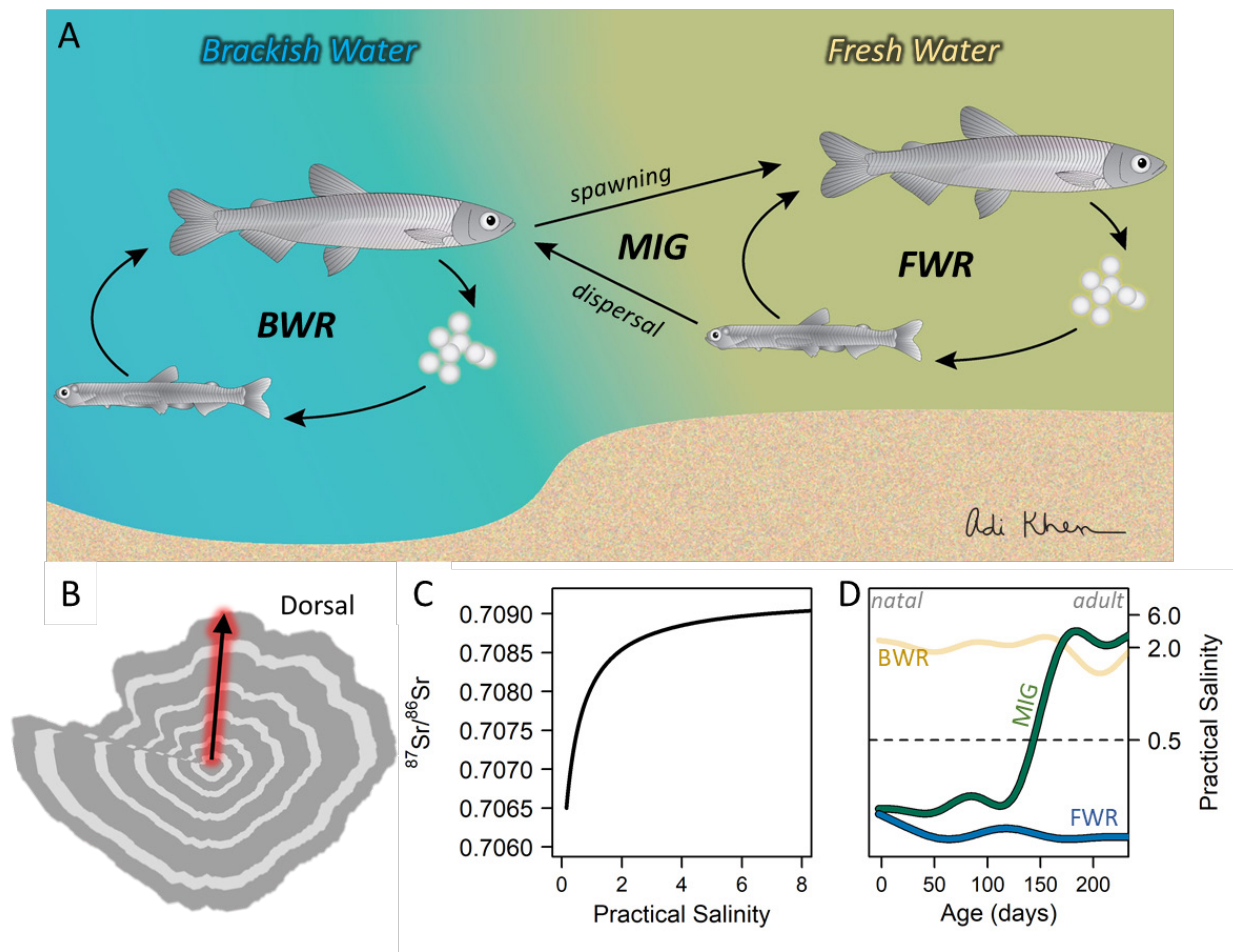 A
Brackish Water
Fresh Water
spawning
MIG
dispersal
BWR
FWR
Adi Khen
B
Dorsal
C
0.7090
0.7085
0.7080
0.7075
0.7070
0.7065
0.7060
87Sr/86Sr
0 2 4 6 8
Practical Salinity
D
natal adult
BWR
MIG
FWR
6.0
2.0
0.5
Practical Salinity
0 50 100 150 200
Age (days)